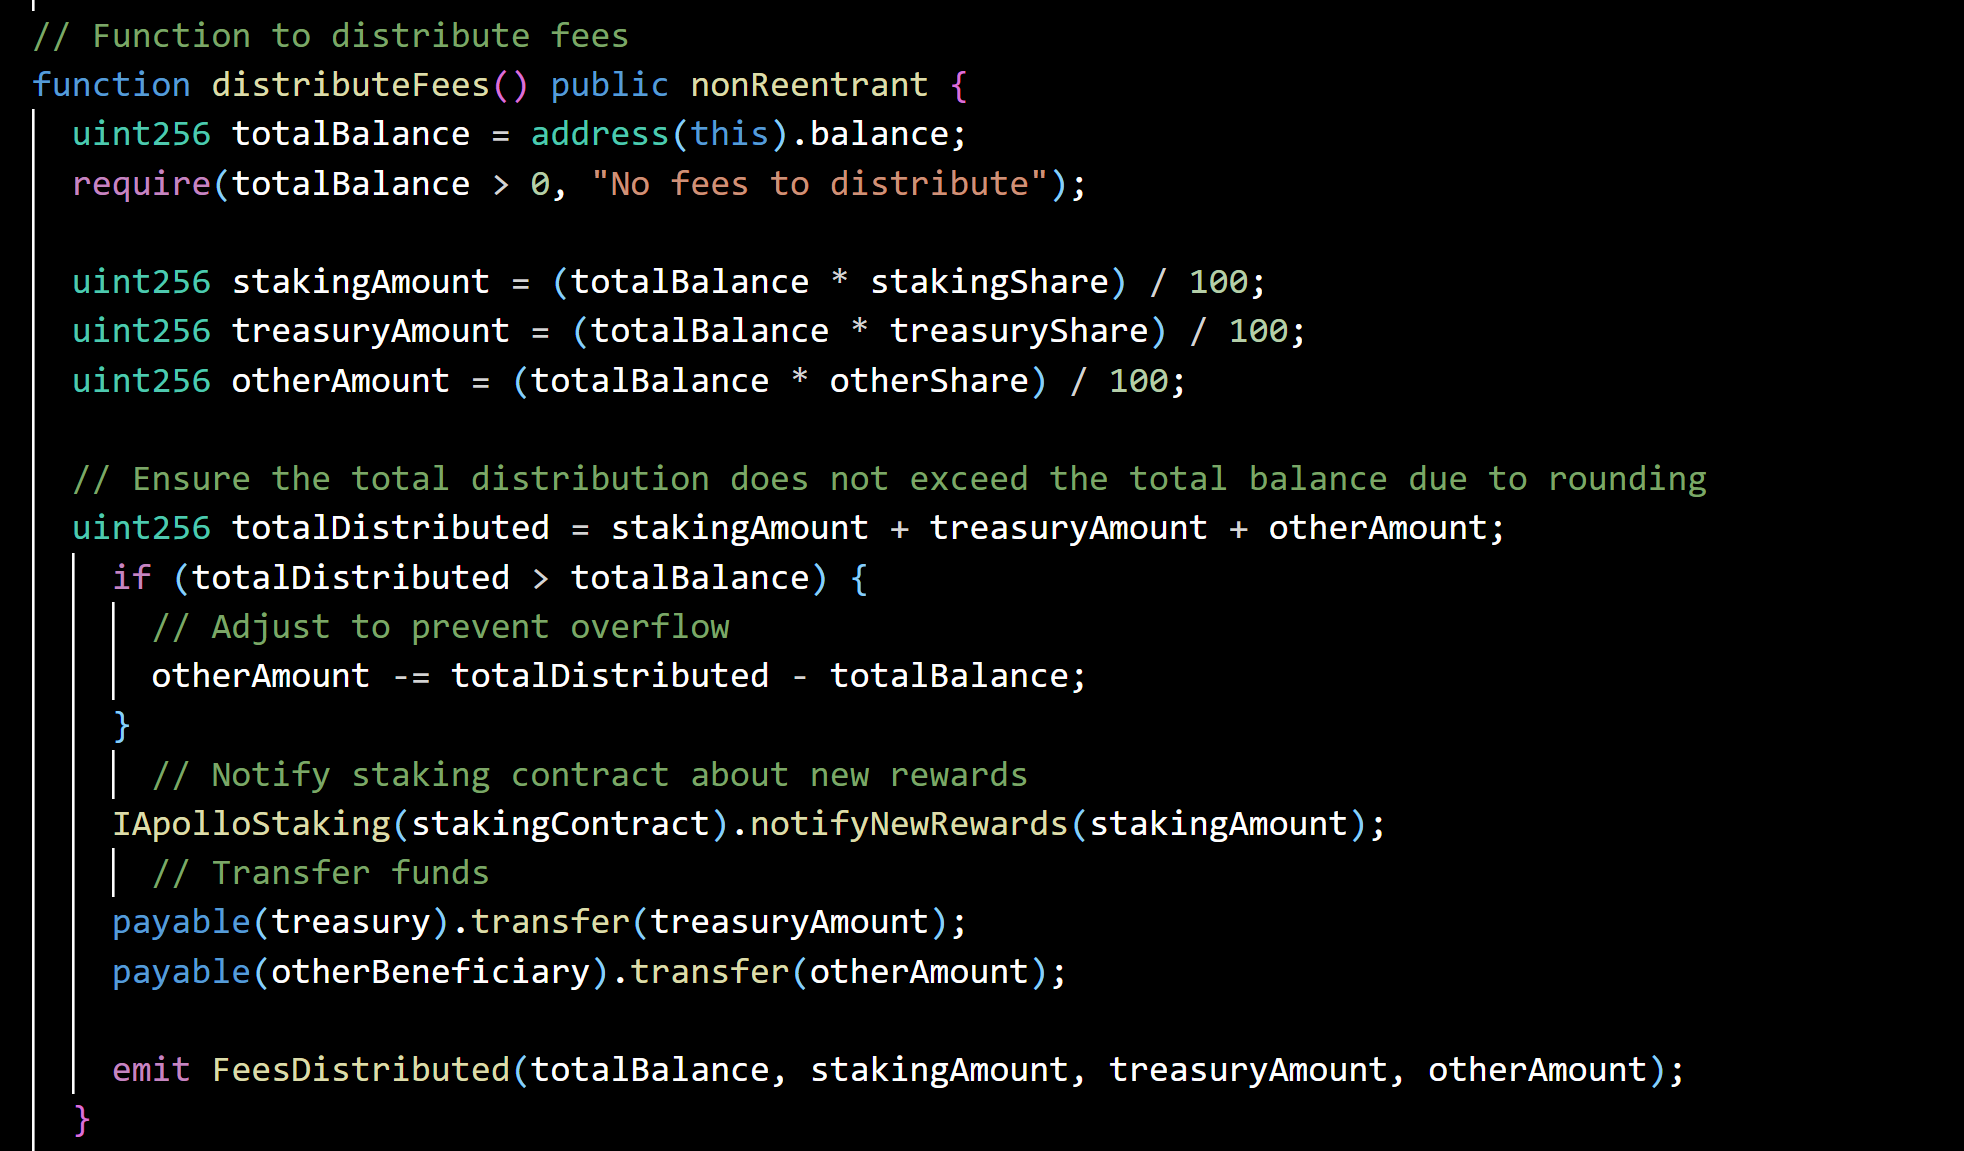 // Function to distribute fees
function distributeFees() public nonReentrant {
uint256 totalBalance = address(this).balance;
require(totalBalance > 0, "No fees to distribute");
uint256 stakingAmount = (totalBalance * stakingShare) / 100;
uint256 treasuryAmount = (totalBalance * treasuryShare) / 100;
uint256 otherAmount = (totalBalance * otherShare) / 100;
// Ensure the total distribution does not exceed the total balance due to rounding
uint256 totalDistributed = stakingAmount + treasuryAmount + otherAmount;
if (totalDistributed > totalBalance) {
// Adjust to prevent overflow
otherAmount -= totalDistributed - totalBalance;
}
// Notify staking contract about new rewards
IApolloStaking(stakingContract).notifyNewRewards(stakingAmount);
// Transfer funds
payable(treasury).transfer(treasuryAmount);
payable(otherBeneficiary).transfer(otherAmount);
emit FeesDistributed(totalBalance, stakingAmount, treasuryAmount, otherAmount);
}